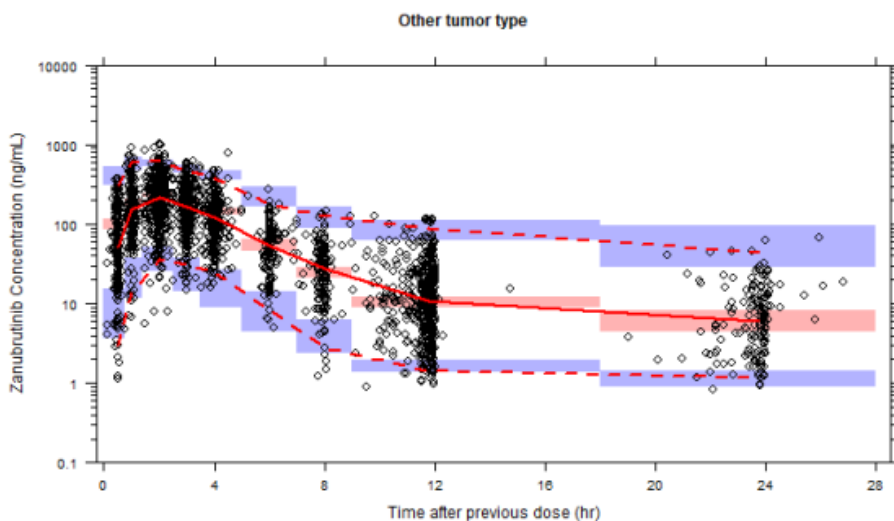 Other tumor type
Zanubrutinib Concentration (ng/mL)
10000
1000
100
10
1
0.1
0 4 8 12 16 20 24 28
Time after previous dose (hr)